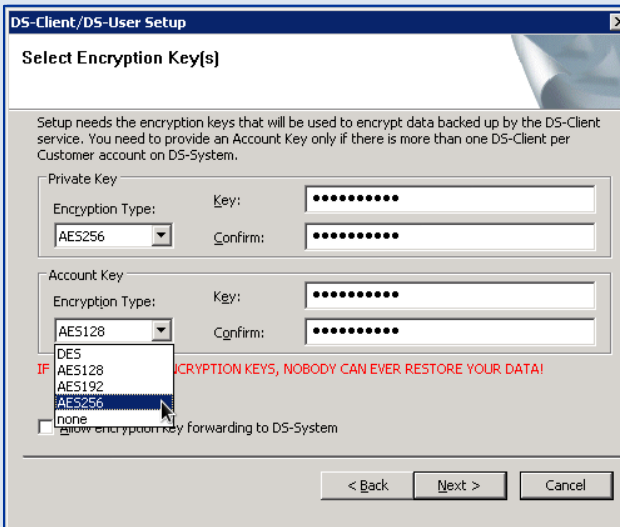 DS-Client/DS-User Setup
Select Encryption Key(s)
Setup needs the encryption keys that will be used to encrypt data backed up by the DS-Client
service. You need to provide an Account Key only if there is more than one DS-Client per
Customer account on DS-System.
Private Key
Encryption Type:
Key:
AES256
Confirm:
Account Key
Encryption Type:
Key:
AES128
Confirm:
DES
AES128
AES192
AES256
none
IF CRYPTION KEYS, NOBODY CAN EVER RESTORE YOUR DATA!
Allow encryption key forwarding to DS-System
< Back
Next >
Cancel